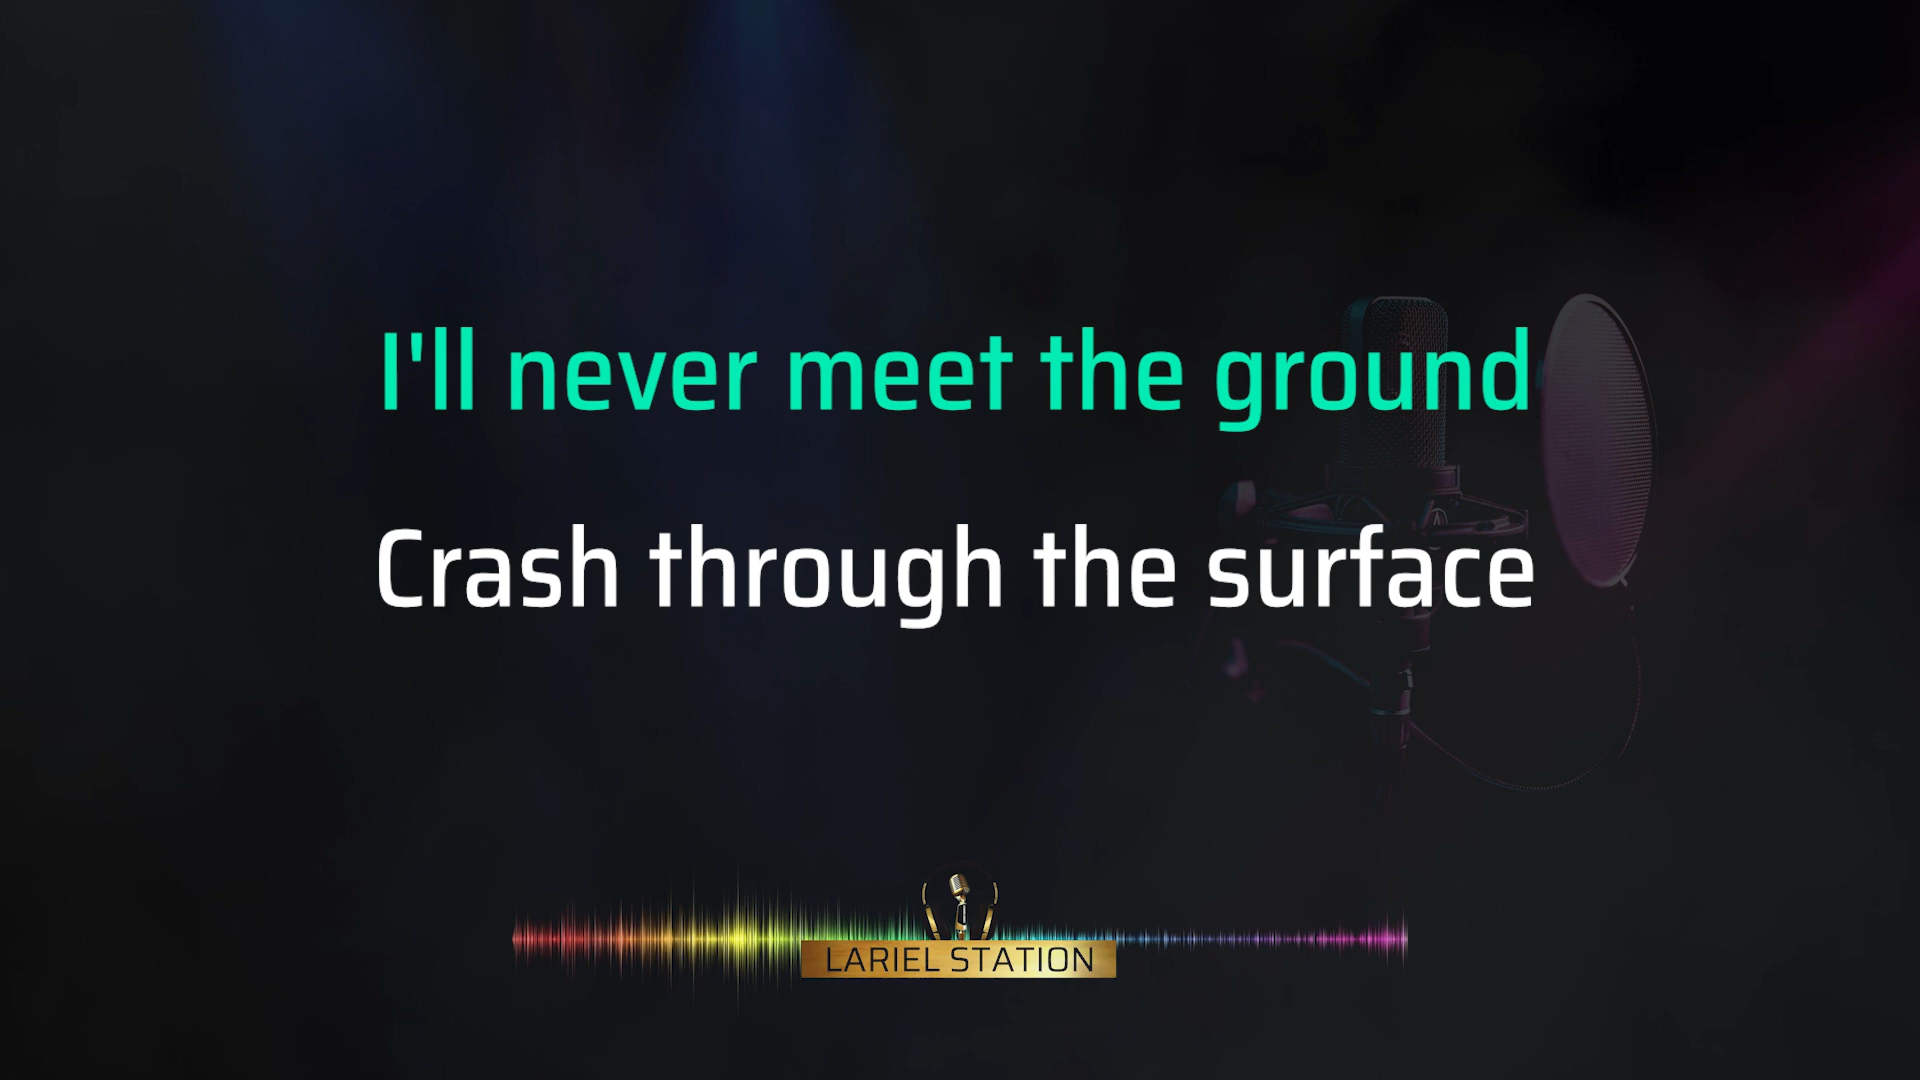 I'll never meet the ground
Crash through the surface
LARIEL STATION